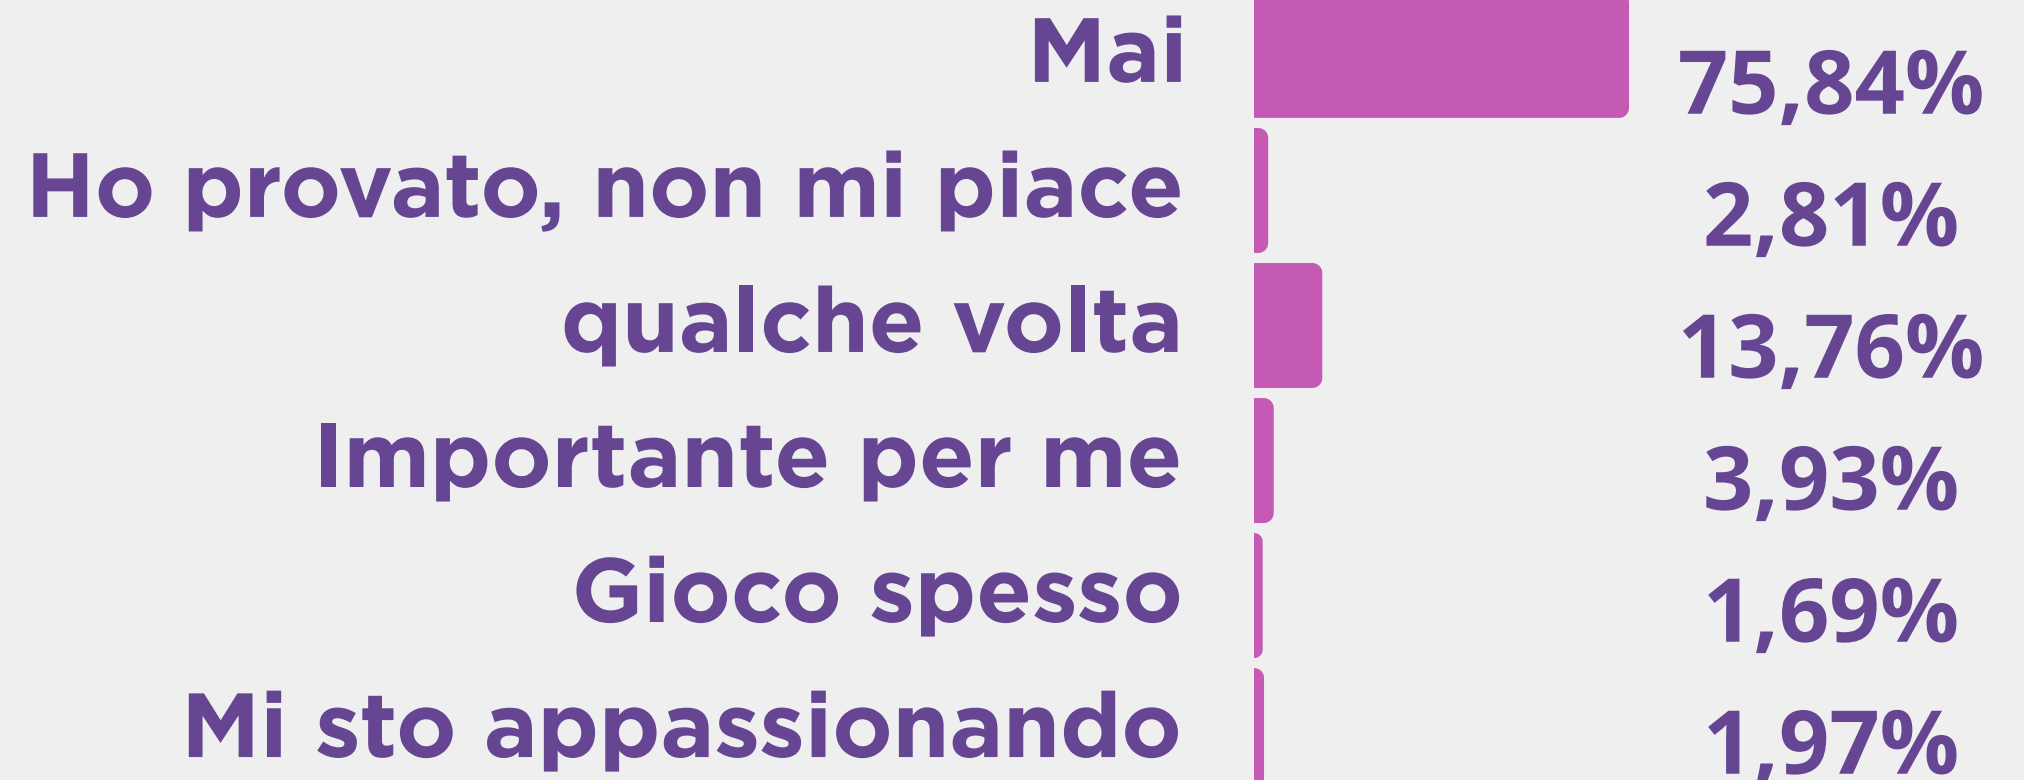 Mai 75,84%
Ho provato, non mi piace 2,81%
qualche volta 13,76%
Importante per me 3,93%
Gioco spesso 1,69%
Mi sto appassionando 1,97%